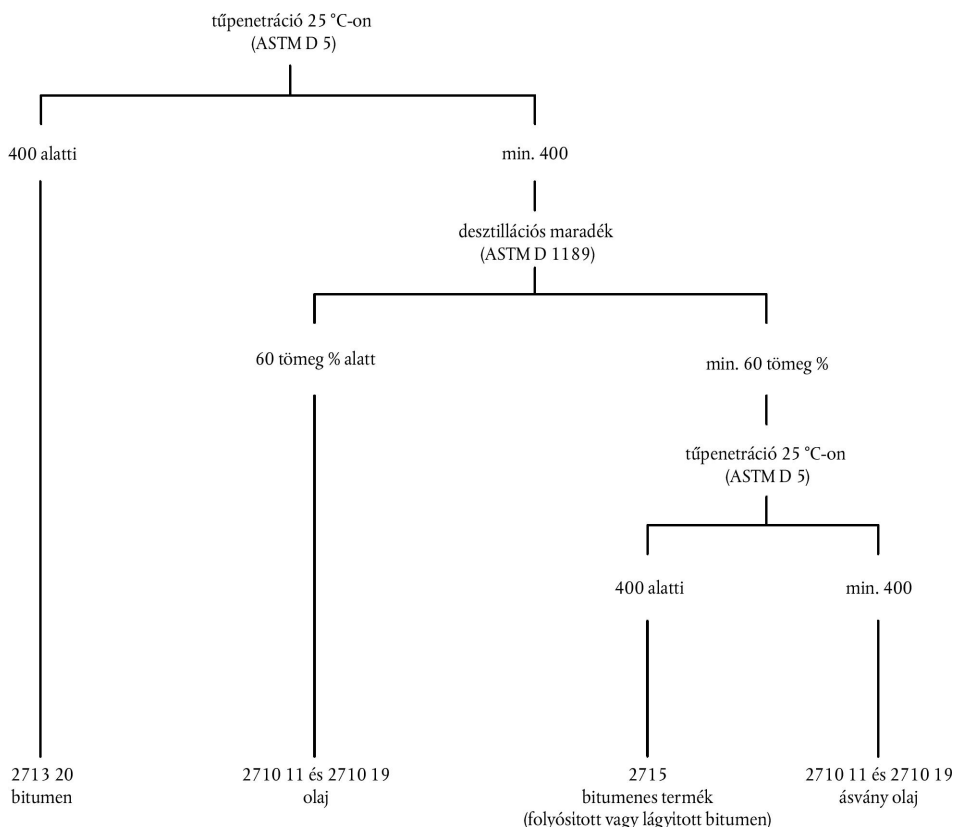 tűpenetráció 25 °C-on
(ASTM D 5)
400 alatti
min. 400
desztillációs maradék
(ASTM D 1189)
60 tömeg % alatt
min. 60 tömeg %
tűpenetráció 25 °C-on
(ASTM D 5)
400 alatti
min. 400
2713 20
bitumen
2710 11 és 2710 19
olaj
2715
bitumenes termék
(folyósitott vagy lágyított bitumen)
2710 11 és 2710 19
ásvány olaj